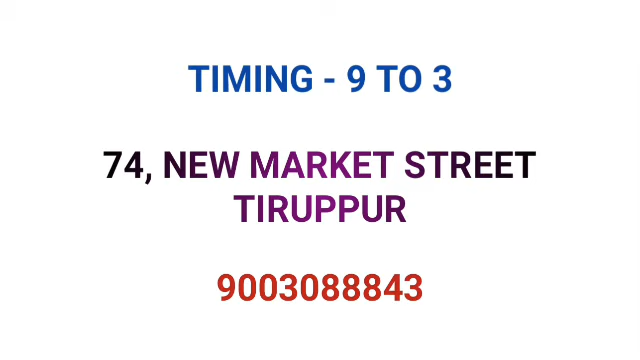 TIMING - 9 TO 3
74, NEW MARKET STREET
TIRUPPUR
9003088843